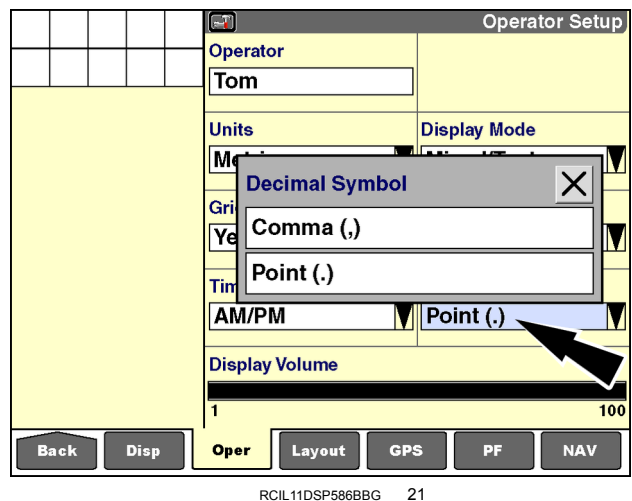 Operator Setup
Operator
Tom
Units
Display Mode
Decimal Symbol
Comma (,)
Point (.)
AM/PM
Point (.)
Display Volume
1
100
Back
Disp
Oper
Layout
GPS
PF
NAV
RCIL11DSP586BBG
21